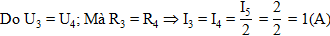 Do U₃ = U₄; Mà R₃ = R₄ ⇒ I₃ = I₄ = I₅/2 = 2/2 = 1(A)